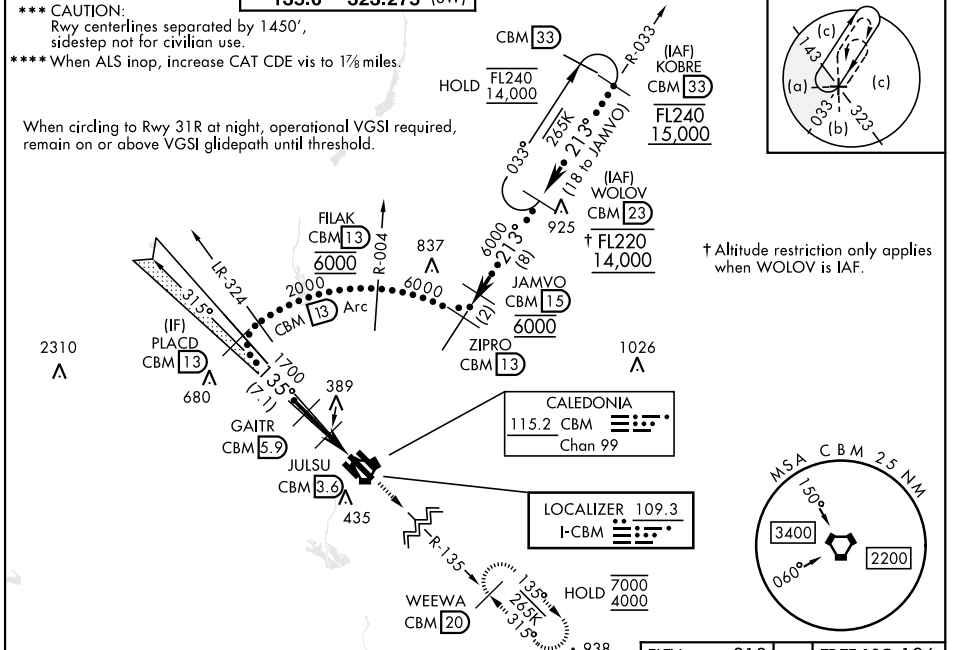 *** CAUTION:
Rwy centerlines separated by 1450',
sidestep not for civilian use.
**** When ALS inop, increase CAT CDE vis to 1⅞ miles.
When circling to Rwy 31R at night, operational VGSI required,
remain on or above VGSI glidepath until threshold.
CBM 33
R-033
HOLD FL240
14,000
(IAF)
KOBRE
CBM 33
FL240
15,000
033°
265K
213°
(18 to JAMVO)
(c)
143
(a)
(c)
033
(b)
323
(IAF)
WOLOV
CBM 23
† FL220
14,000
925
† Altitude restriction only applies
when WOLOV is IAF.
6000
213°
(8)
FILAK
CBM 13
6000
R-004
837
6000
JAMVO
CBM 15
6000
(2)
ZIPRO
CBM 13
1026
LR-324
315°
2000
CBM 13 Arc
(IF)
PLACD
CBM 13
2310
680
1700
135°
(7.1)
389
GAITR
CBM 5.9
JULSU
CBM 3.6
435
CALEDONIA
115.2 CBM
Chan 99
LOCALIZER 109.3
I-CBM
MSA CBM 25 NM
150°
3400
2200
060°
R-135
WEEWA
CBM 20
135°
265K
315°
HOLD 7000
4000
938